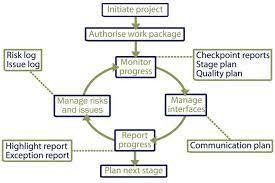 Initiate project
Authorise work package
Risk log
Issue log
Monitor
progress
Checkpoint reports
Stage plan
Quality plan
Manage risks
and issues
Manage
interfaces
Highlight report
Exception report
Report
progress
Communication plan
Plan next stage